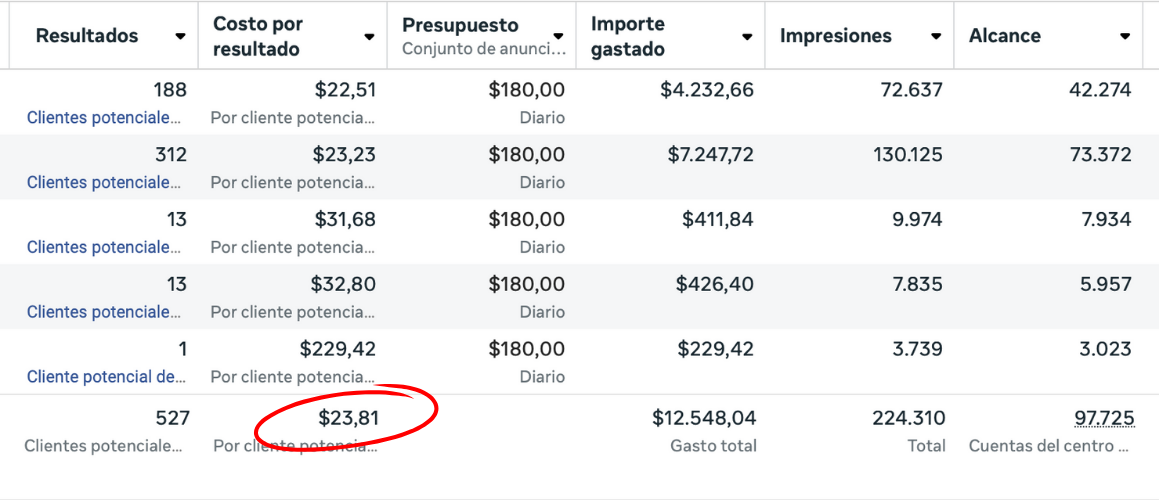 Resultados Costo por resultado Presupuesto Conjunto de anunci... Importe gastado Impresiones Alcance
188 $22,51 $180,00 $4.232,66 72.637 42.274
Clientes potenciale... Por cliente potencia... Diario
312 $23,23 $180,00 $7.247,72 130.125 73.372
Clientes potenciale... Por cliente potencia... Diario
13 $31,68 $180,00 $411,84 9.974 7.934
Clientes potenciale... Por cliente potencia... Diario
13 $32,80 $180,00 $426,40 7.835 5.957
Clientes potenciale... Por cliente potencia... Diario
1 $229,42 $180,00 $229,42 3.739 3.023
Cliente potencial de... Por cliente potencia... Diario
527 $23,81 $12.548,04 224.310 97.725
Clientes potenciale... Por cliente potencia... Gasto total Total Cuentas del centro ...